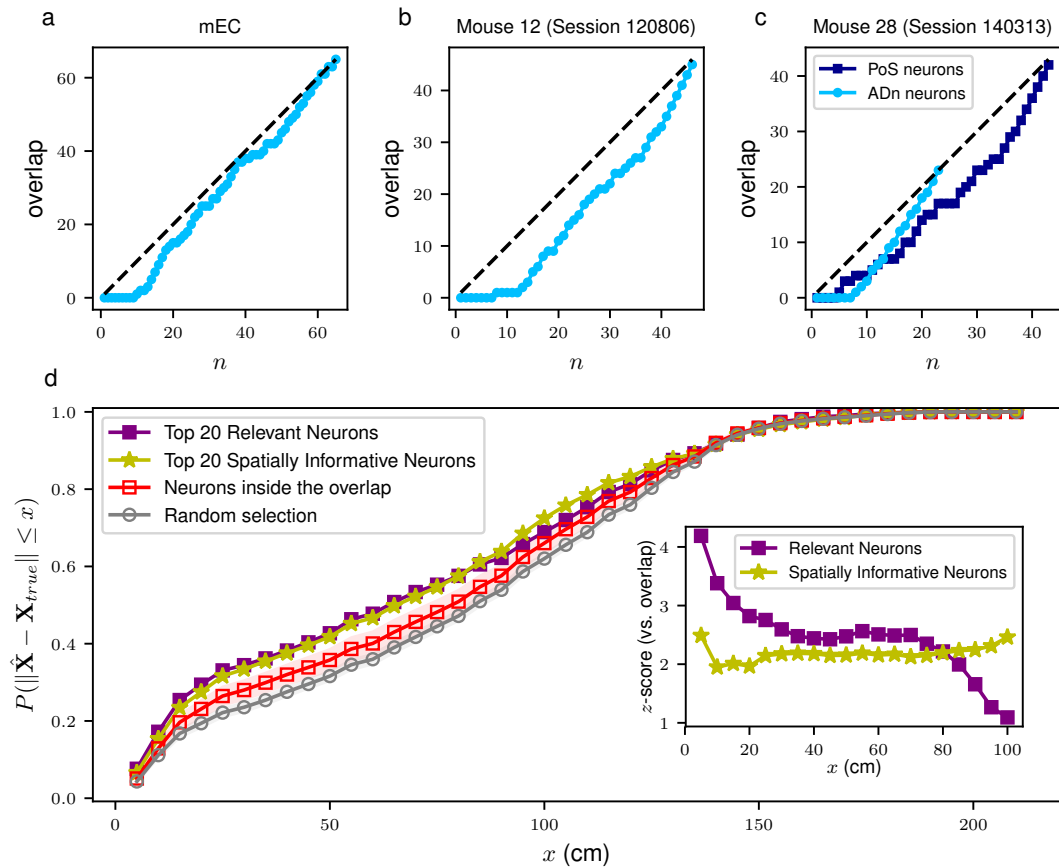 a
mEC
overlap
60
40
20
0
0
20
40
60
n
b
Mouse 12 (Session 120806)
overlap
40
30
20
10
0
0
10
20
30
40
n
c
Mouse 28 (Session 140313)
PoS neurons
ADn neurons
overlap
40
30
20
10
0
0
10
20
30
40
n
d
Top 20 Relevant Neurons
Top 20 Spatially Informative Neurons
Neurons inside the overlap
Random selection
P(||X̂ − X_true|| ≤ x)
1.0
0.8
0.6
0.4
0.2
0.0
0
50
100
150
200
x (cm)
Relevant Neurons
Spatially Informative Neurons
z-score (vs. overlap)
4
3
2
1
0
20
40
60
80
100
x (cm)